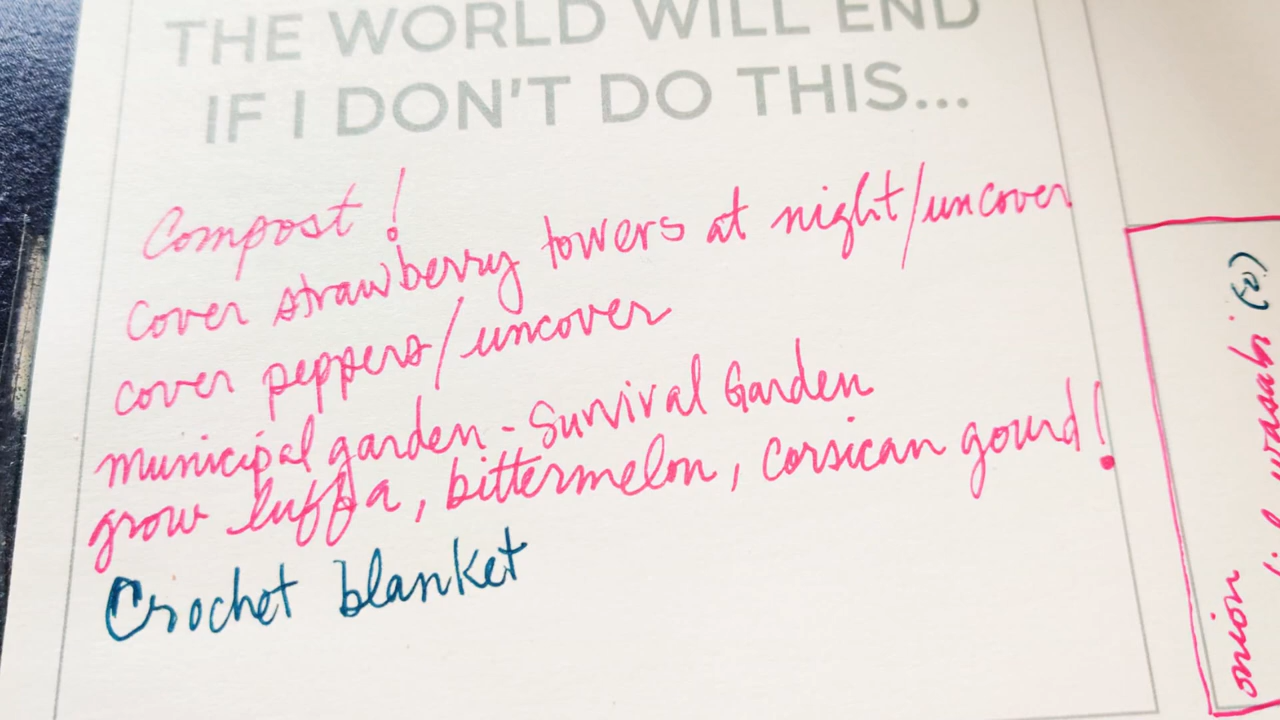 THE WORLD WILL END
IF I DON'T DO THIS...
Compost!
Cover strawberry towers at night/uncover
cover peppers/uncover
municipal garden - Survival Garden
grow luffa, bittermelon, corsican gourd!
Crochet blanket
onion
wasabi